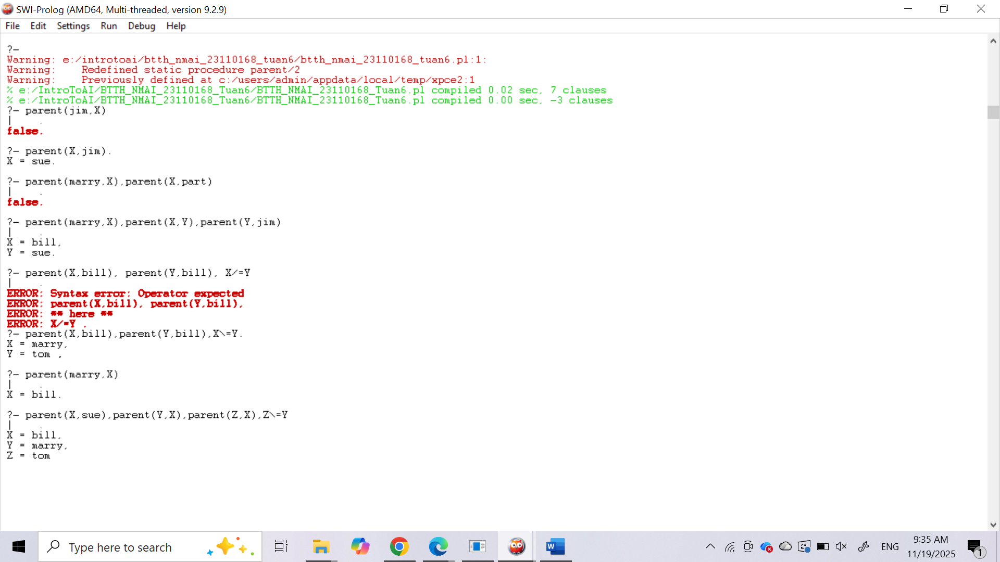 SWI-Prolog (AMD64, Multi-threaded, version 9.2.9)
File Edit Settings Run Debug Help
?-
Warning: e:/introtoai/btth_nmai_23110168_tuan6/btth_nmai_23110168_tuan6.pl:1:
Warning:    Redefined static procedure parent/2
Warning:    Previously defined at c:/users/admin/appdata/local/temp/xpce2:1
% e:/IntroToAI/BTTH_NMAI_23110168_Tuan6/BTTH_NMAI_23110168_Tuan6.pl compiled 0.02 sec, 7 clauses
% e:/IntroToAI/BTTH_NMAI_23110168_Tuan6/BTTH_NMAI_23110168_Tuan6.pl compiled 0.00 sec, -3 clauses
?- parent(jim,X)
|    .
false.
?- parent(X,jim).
X = sue.
?- parent(marry,X),parent(X,part)
|    .
false.
?- parent(marry,X),parent(X,Y),parent(Y,jim)
|    .
X = bill,
Y = sue.
?- parent(X,bill), parent(Y,bill), X/=Y
|    .
ERROR: Syntax error: Operator expected
ERROR: parent(X,bill), parent(Y,bill),
ERROR: ** here **
ERROR: X/=Y .
?- parent(X,bill),parent(Y,bill),X\=Y.
X = marry,
Y = tom .
?- parent(marry,X)
|    .
X = bill.
?- parent(X,sue),parent(Y,X),parent(Z,X),Z\=Y
|    .
X = bill,
Y = marry,
Z = tom
Type here to search
ENG
9:35 AM
11/19/2025
1